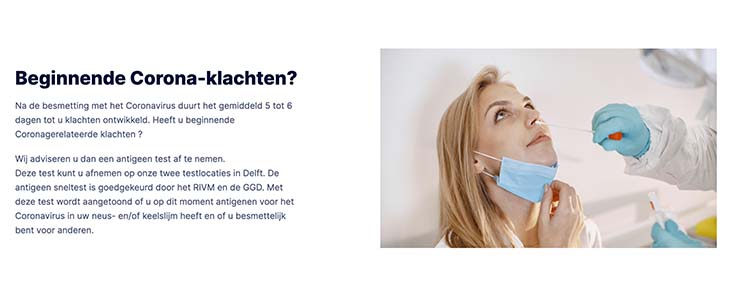 Beginnende Corona-klachten?
Na de besmetting met het Coronavirus duurt het gemiddeld 5 tot 6
dagen tot u klachten ontwikkeld. Heeft u beginnende
Coronagerelateerde klachten ?
Wij adviseren u dan een antigeen test af te nemen.
Deze test kunt u afnemen op onze twee testlocaties in Delft. De
antigeen sneltest is goedgekeurd door het RIVM en de GGD. Met
deze test wordt aangetoond of u op dit moment antigenen voor het
Coronavirus in uw neus- en/of keelslijm heeft en of u besmettelijk
bent voor anderen.